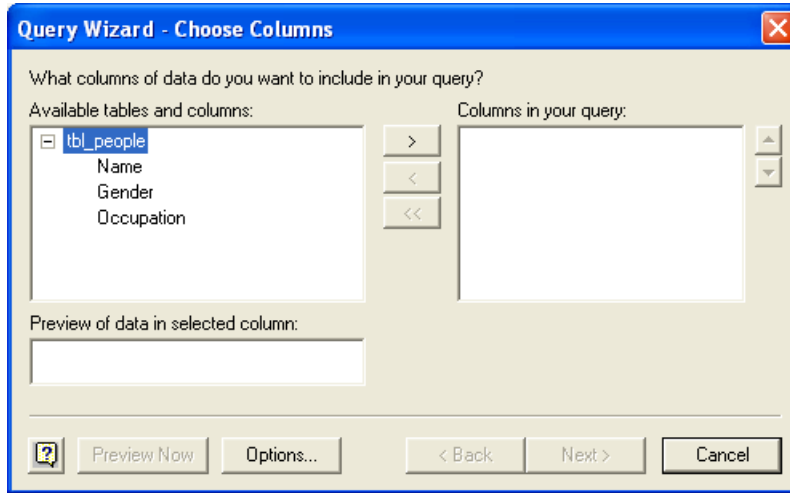 Query Wizard - Choose Columns
What columns of data do you want to include in your query?
Available tables and columns:
Columns in your query:
tbl_people
Name
Gender
Occupation
>
<
<<
Preview of data in selected column:
?
Preview Now
Options...
< Back
Next >
Cancel